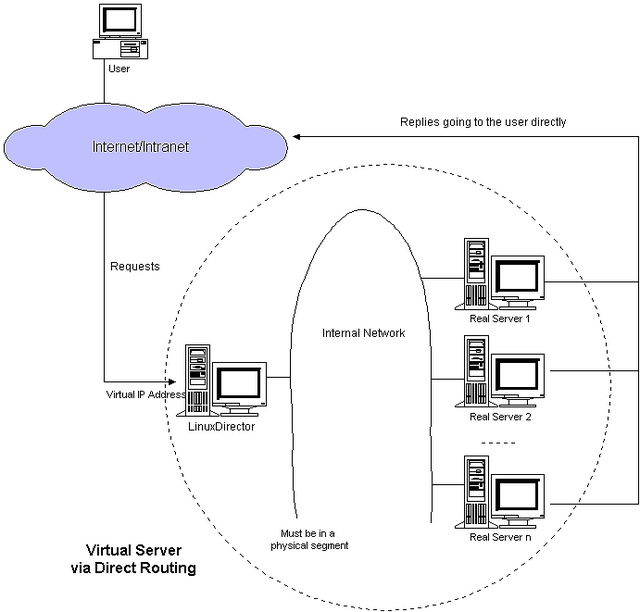 User
Internet/Intranet
Replies going to the user directly
Requests
Real Server 1
Internal Network
Virtual IP Address
LinuxDirector
Real Server 2
Must be in a
physical segment
Real Server n
Virtual Server
via Direct Routing